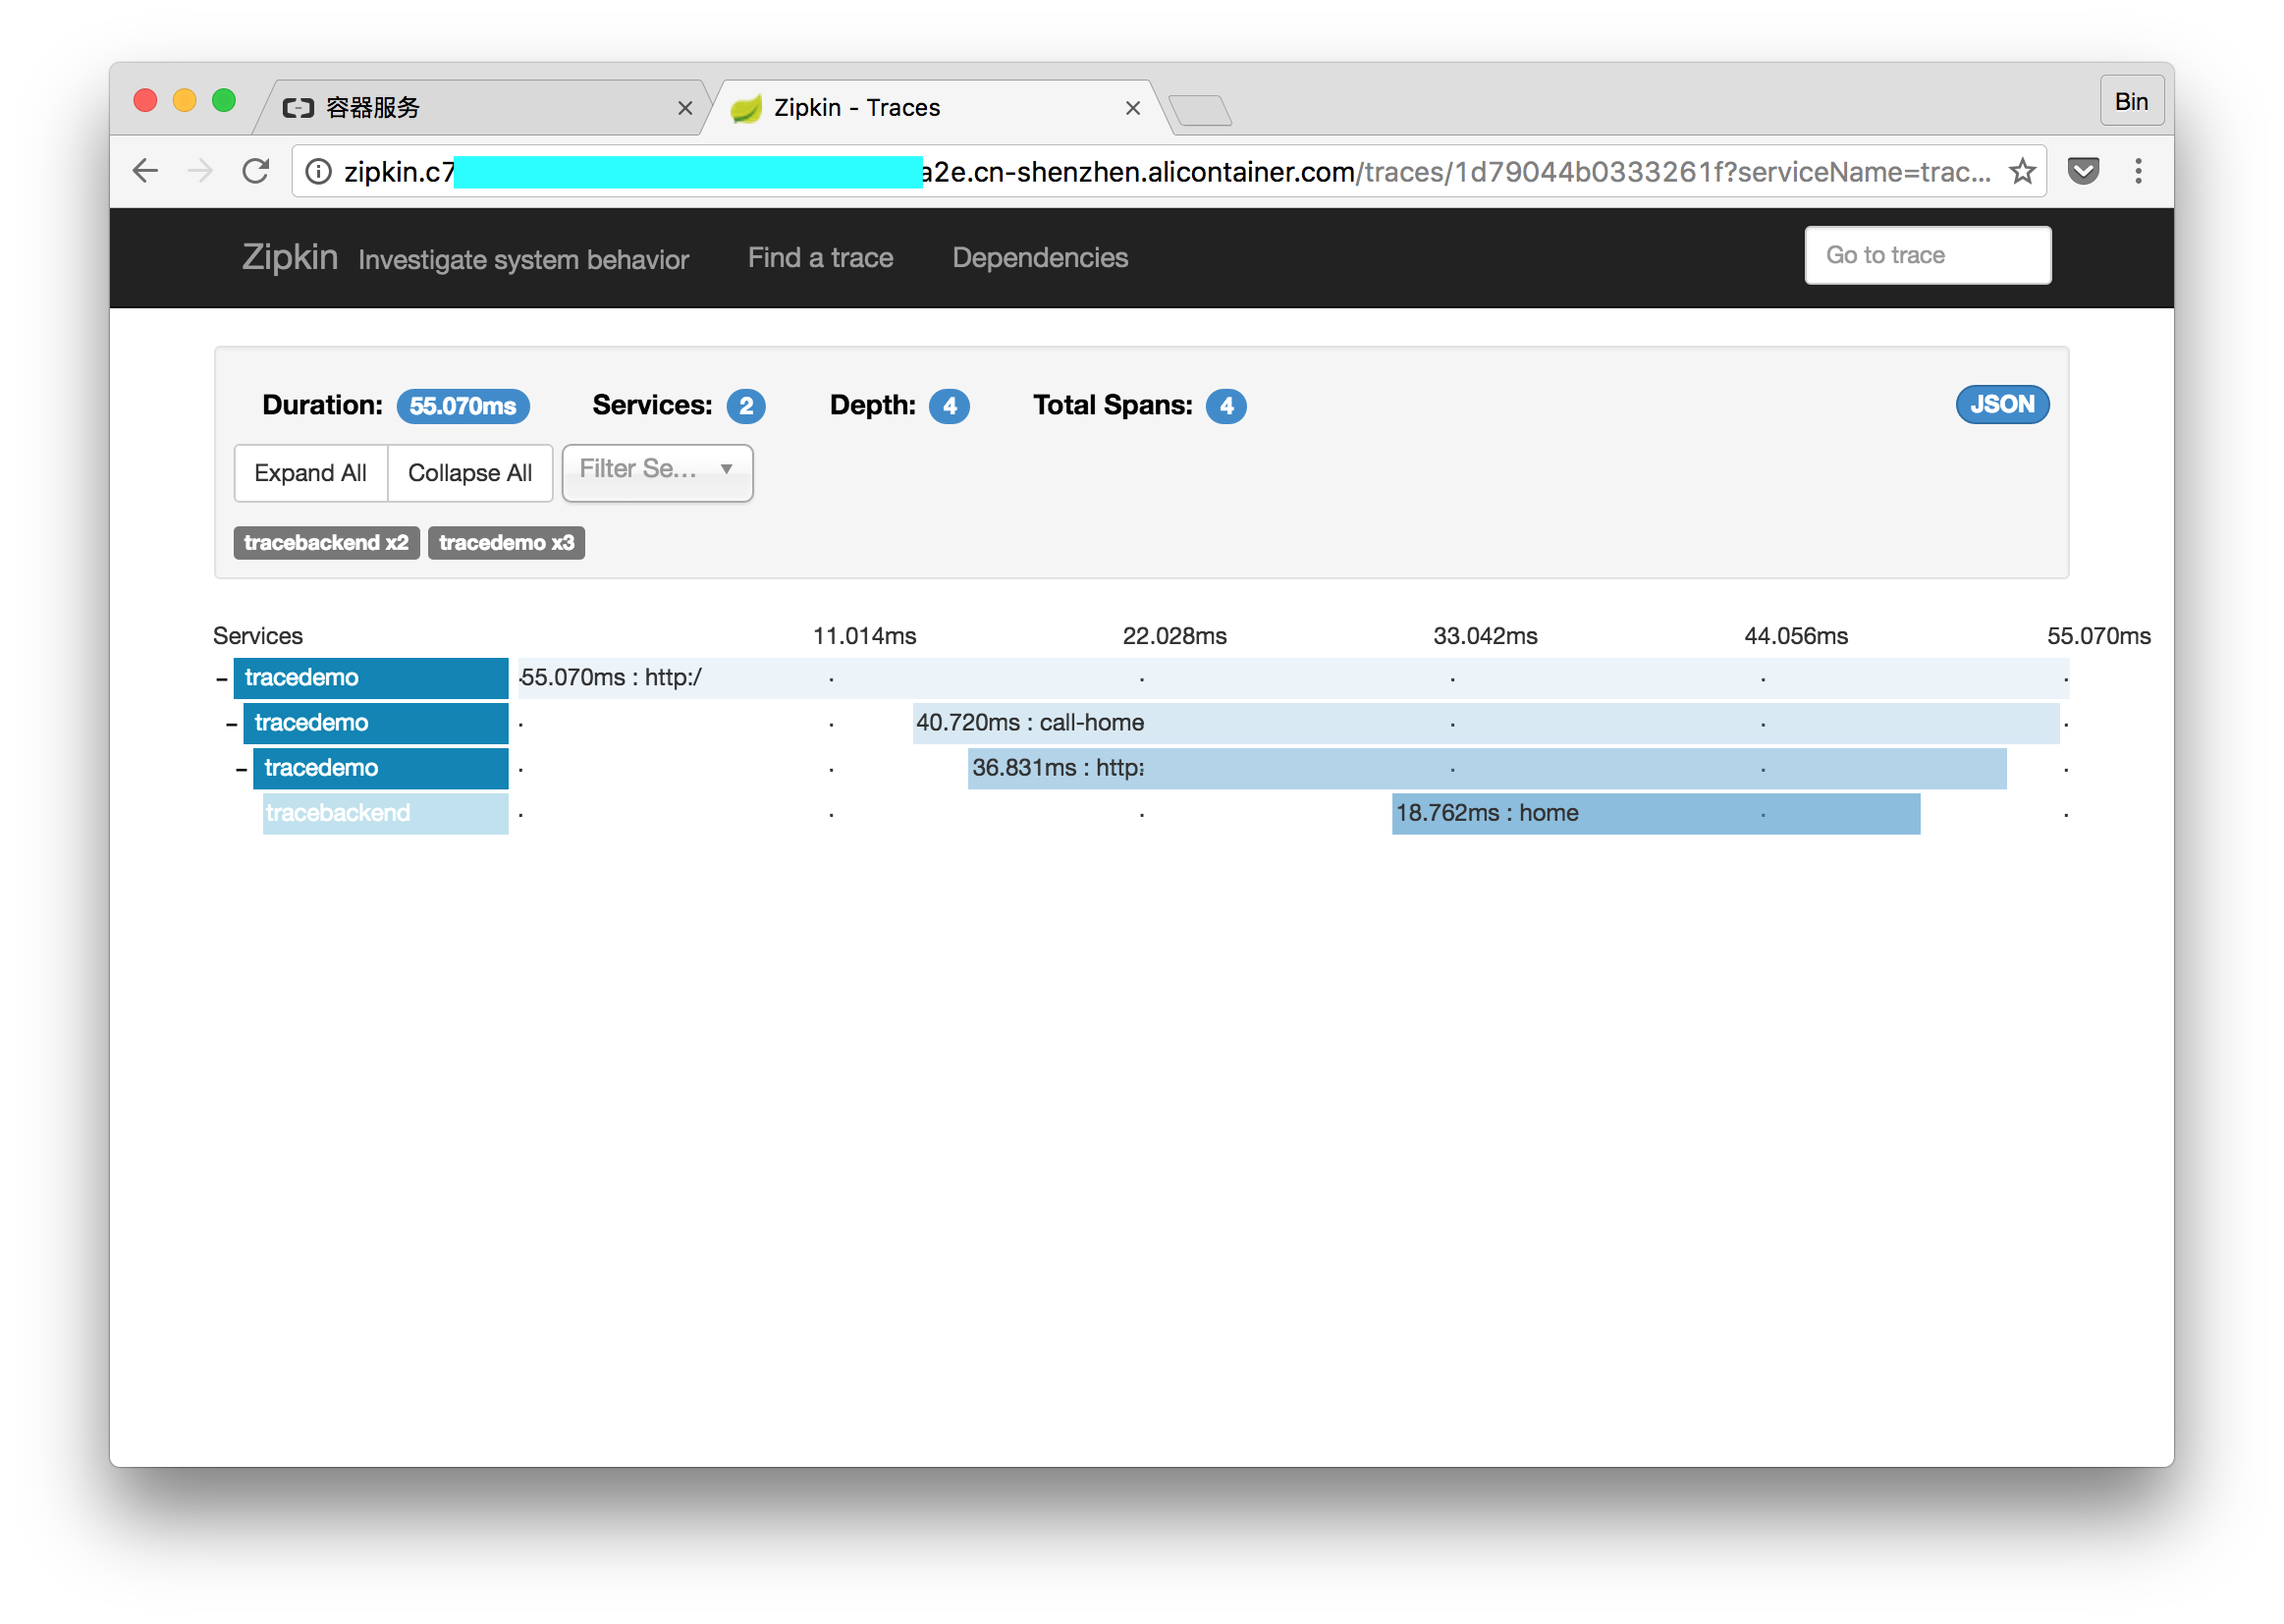 容器服务
Zipkin - Traces
Bin
zipkin.c7 a2e.cn-shenzhen.alicontainer.com/traces/1d79044b0333261f?serviceName=trac...
Zipkin Investigate system behavior Find a trace Dependencies Go to trace
Duration: 55.070ms Services: 2 Depth: 4 Total Spans: 4 JSON
Expand All Collapse All Filter Se...
tracebackend x2 tracedemo x3
Services 11.014ms 22.028ms 33.042ms 44.056ms 55.070ms
tracedemo 55.070ms : http:/
tracedemo 40.720ms : call-home
tracedemo 36.831ms : http:
tracebackend 18.762ms : home